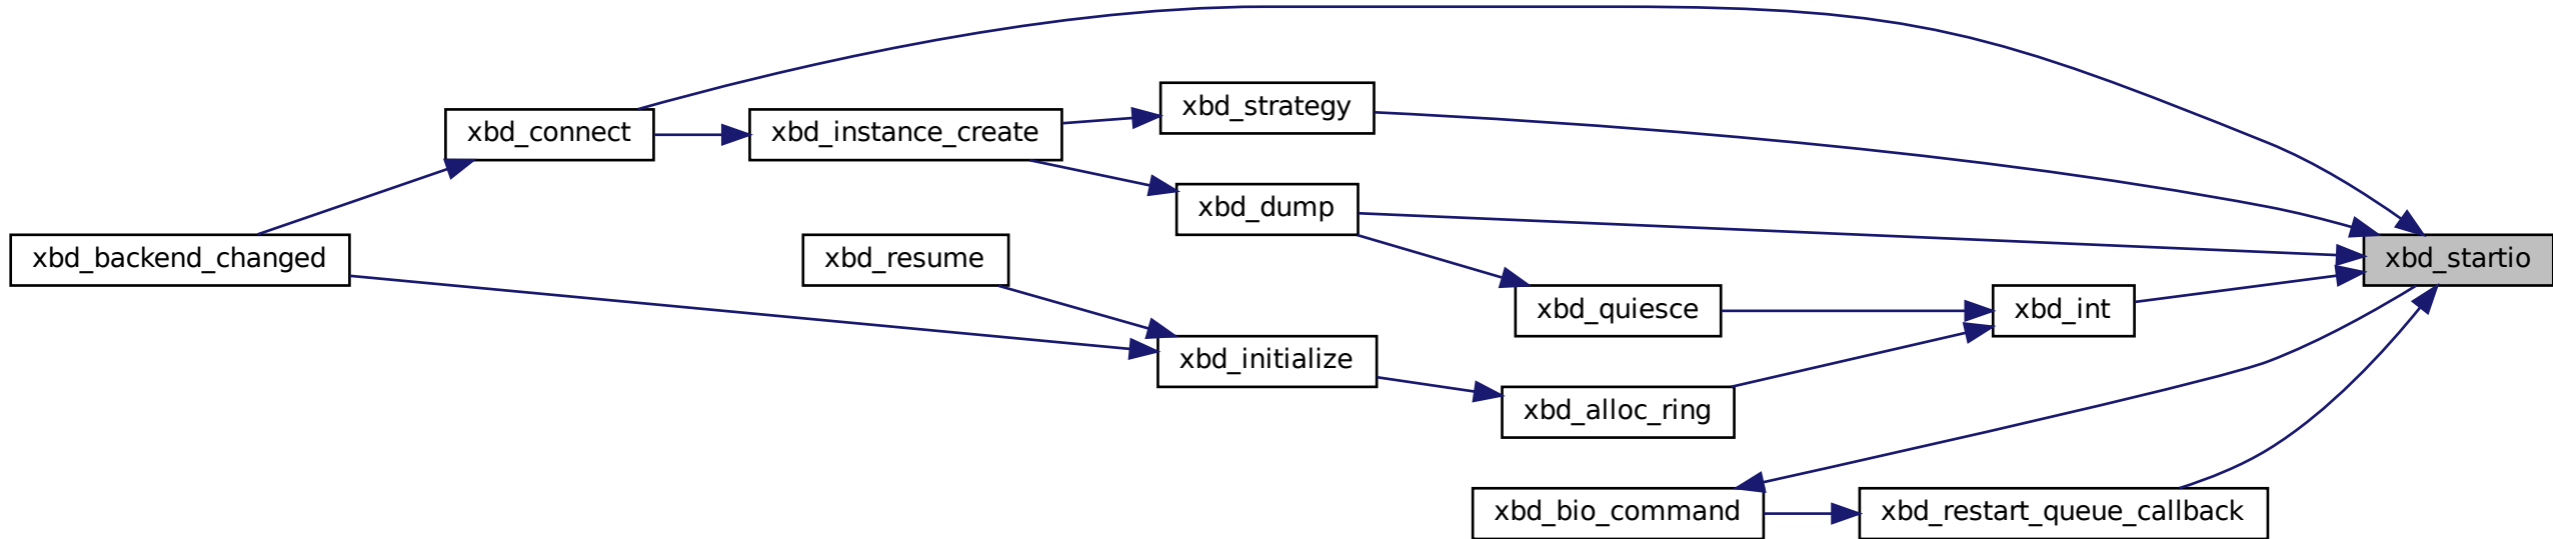 xbd_strategy
xbd_connect
xbd_instance_create
xbd_dump
xbd_backend_changed
xbd_resume
xbd_startio
xbd_quiesce
xbd_int
xbd_initialize
xbd_alloc_ring
xbd_bio_command
xbd_restart_queue_callback